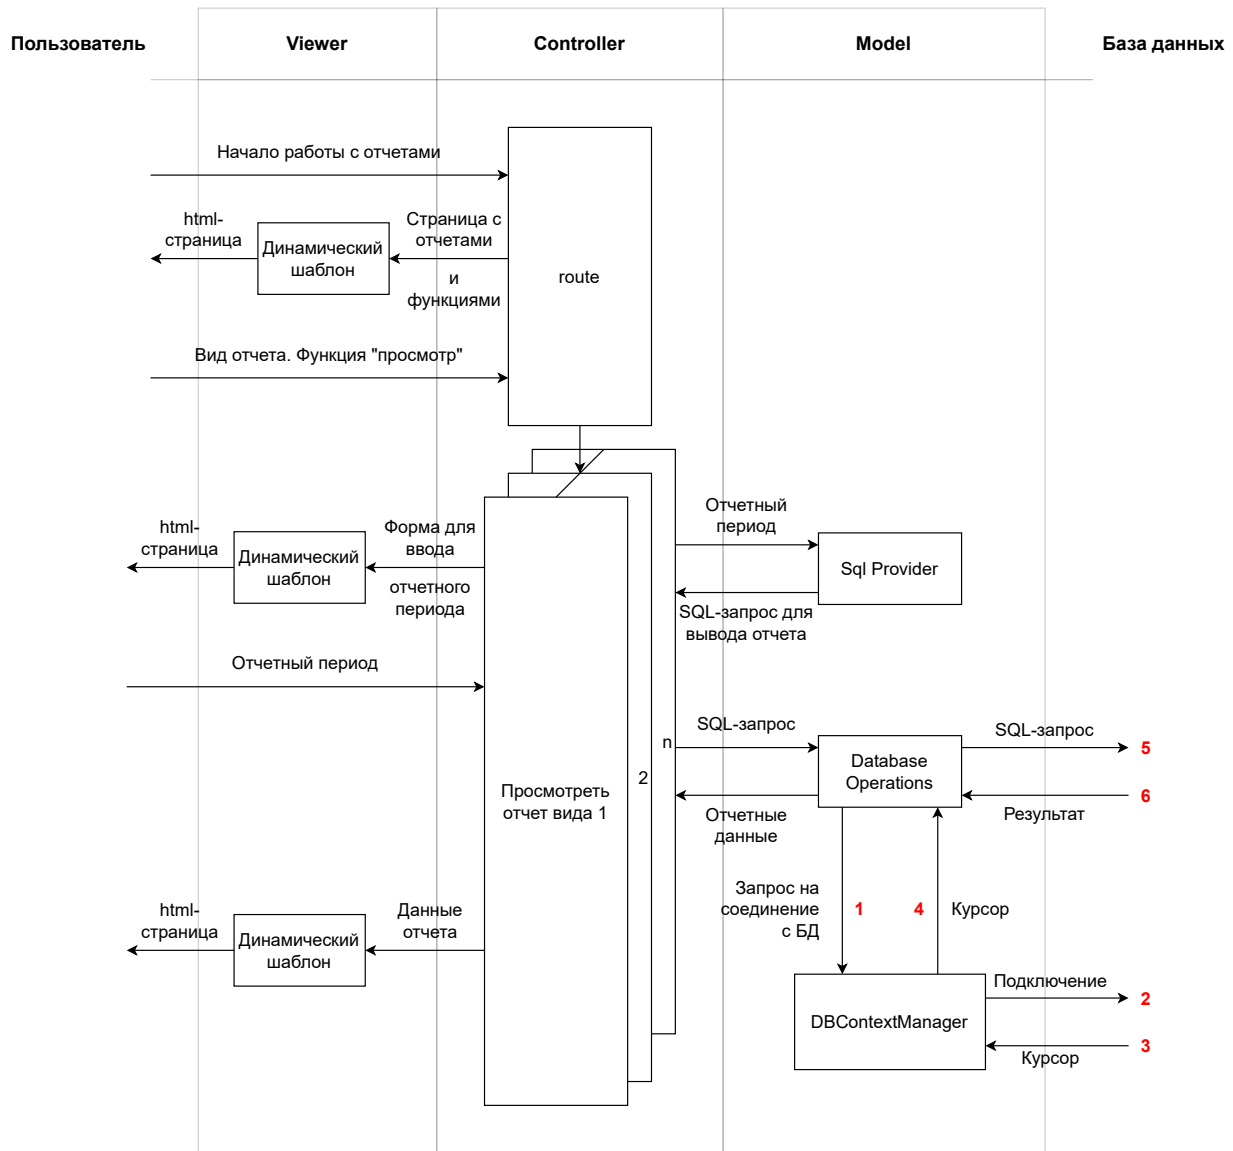 Пользователь
Viewer
Controller
Model
База данных
Начало работы с отчетами
html-
страница
Динамический
шаблон
Страница с
отчетами
и
функциями
route
Вид отчета. Функция "просмотр"
html-
страница
Динамический
шаблон
Форма для
ввода
отчетного
периода
Отчетный
период
Sql Provider
SQL-запрос для
вывода отчета
Отчетный период
n
2
Просмотреть
отчет вида 1
SQL-запрос
Database
Operations
SQL-запрос
5
6
Результат
Отчетные
данные
Запрос на
соединение
с БД
1
4
Курсор
html-
страница
Динамический
шаблон
Данные
отчета
DBContextManager
Подключение
2
3
Курсор